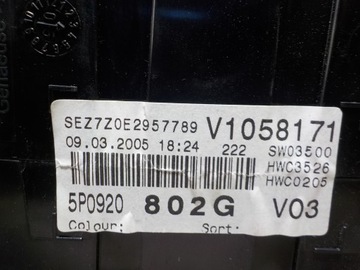 SEZ7Z0E2957789 V1058171
09.03.2005 18:24 222 SW03500
HWC3526
HWC0205
5P0920 802G V03
Colour: Sort: